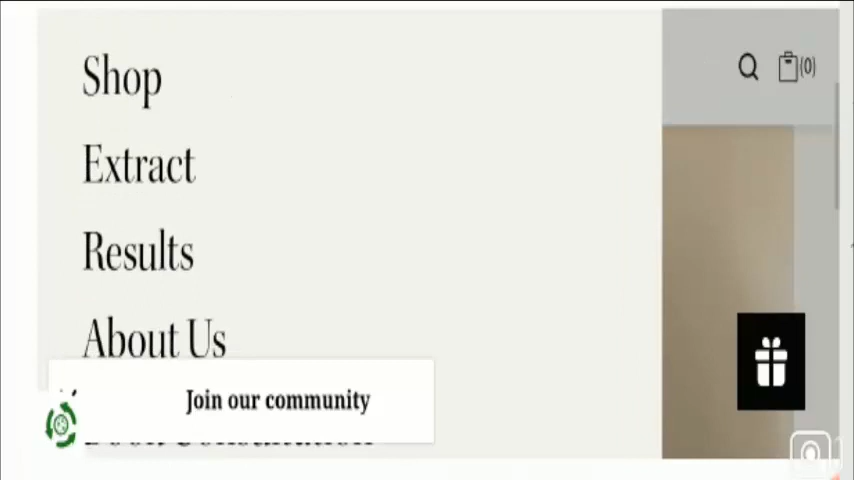 Shop
(0)
Extract
Results
About Us
Join our community